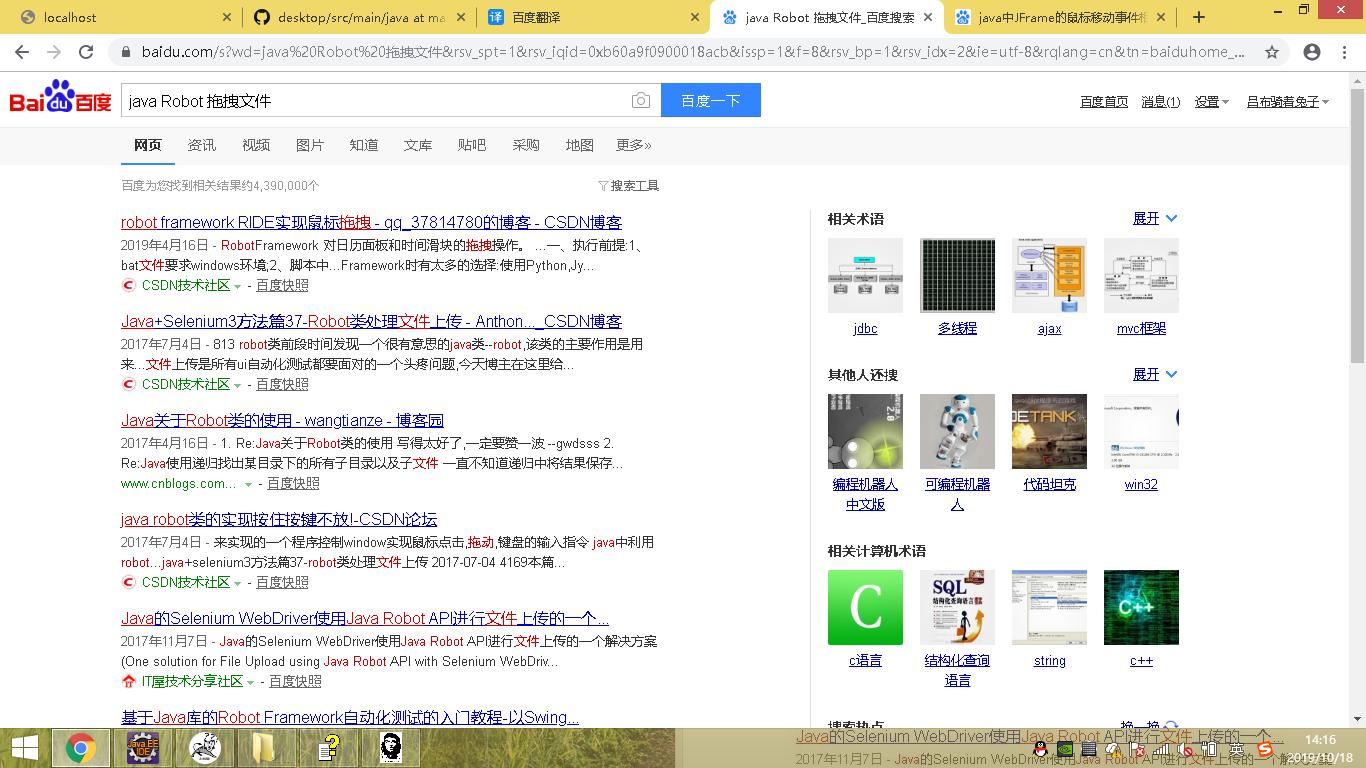 localhost
desktop/src/main/java at ma
百度翻译
java Robot 拖拽文件_百度搜索
java中JFrame的鼠标移动事件
baidu.com/s?wd=java%20Robot%20拖拽文件&rsv_spt=1&rsv_iqid=0xb60a9f0900018acb&issp=1&f=8&rsv_bp=1&rsv_idx=2&ie=utf-8&rqlang=cn&tn=baiduhome_...
Bai du 百度
java Robot 拖拽文件
百度一下
百度首页 消息(1) 设置 吕布骑着兔子
网页 资讯 视频 图片 知道 文库 贴吧 采购 地图 更多»
百度为您找到相关结果约4,390,000个
搜索工具
robot framework RIDE实现鼠标拖拽 - qq_37814780的博客 - CSDN博客
2019年4月16日 - RobotFramework 对日历面板和时间滑块的拖拽操作。 ...一、执行前提:1、
bat文件要求windows环境;2、脚本中...Framework时有太多的选择:使用Python,Jy...
CSDN技术社区 - 百度快照
Java+Selenium3方法篇37-Robot类处理文件上传 - Anthon..._CSDN博客
2017年7月4日 - 813 robot类前段时间发现一个很有意思的java类--robot,该类的主要作用是用
来...文件上传是所有ui自动化测试都要面对的一个头疼问题,今天博主在这里给...
CSDN技术社区 - 百度快照
Java关于Robot类的使用 - wangtianze - 博客园
2017年4月16日 - 1. Re:Java关于Robot类的使用 写得太好了,一定要赞一波 --gwdsss 2.
Re:Java使用递归找出某目录下的所有子目录以及子文件 一直不知道递归中将结果保存...
www.cnblogs.com... - 百度快照
java robot类的实现按住按键不放!-CSDN论坛
2017年7月4日 - 来实现的一个程序控制window实现鼠标点击,拖动,键盘的输入指令 java中利用
robot...java+selenium3方法篇37-robot类处理文件上传 2017-07-04 4169本篇...
CSDN技术社区 - 百度快照
Java的Selenium WebDriver使用Java Robot API进行文件上传的一个...
2017年11月7日 - Java的Selenium WebDriver使用Java Robot API进行文件上传的一个解决方案
(One solution for File Upload using Java Robot API with Selenium WebDriv...
IT屋技术分享社区 - 百度快照
基于Java库的Robot Framework自动化测试的入门教程-以Swing...
相关术语 展开
jdbc 多线程 ajax mvc框架
其他人还搜 展开
2.0
DETANK
编程机器人中文版 可编程机器人 代码坦克 win32
相关计算机术语
C
SQL
结构化查询语言
C++
c语言 结构化查询语言 string c++
搜索热点 换一换
Java的Selenium WebDriver使用Java Robot API进行文件上传的一个...
2017年11月7日 - Java的Selenium WebDriver使用Java Robot API进行文件上传的一个解决方案
Java EE
IDE
英
14:16
2019/10/18